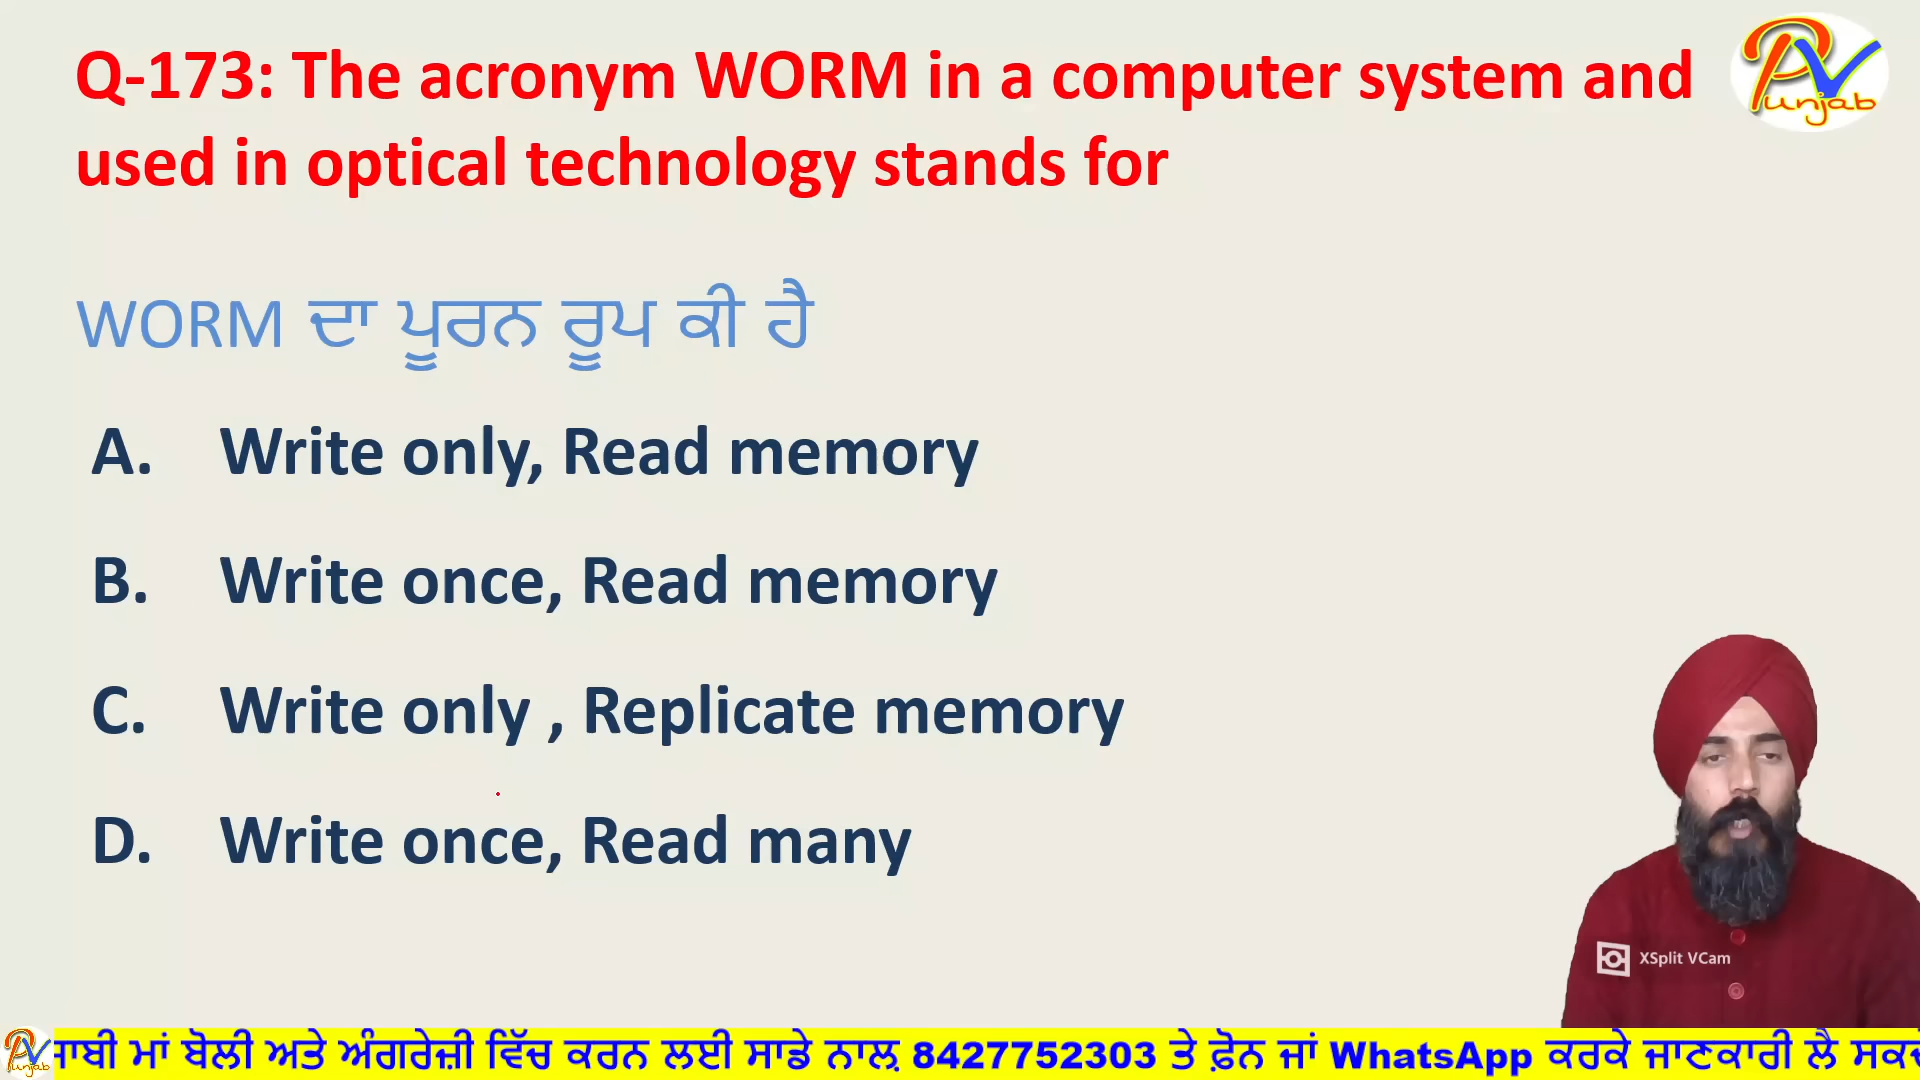 Q-173: The acronym WORM in a computer system and
used in optical technology stands for
WORM ਦਾ ਪੂਰਨ ਰੂਪ ਕੀ ਹੈ
A. Write only, Read memory
B. Write once, Read memory
C. Write only , Replicate memory
D. Write once, Read many
Punjab
XSplit VCam
Punjab
ਮਾਂ ਬੋਲੀ ਅਤੇ ਅੰਗਰੇਜ਼ੀ ਵਿੱਚ ਕਰਨ ਲਈ ਸਾਡੇ ਨਾਲ਼ 8427752303 ਤੇ ਫ਼ੋਨ ਜਾਂ WhatsApp ਕਰਕੇ ਜਾਣਕਾਰੀ ਲੈ